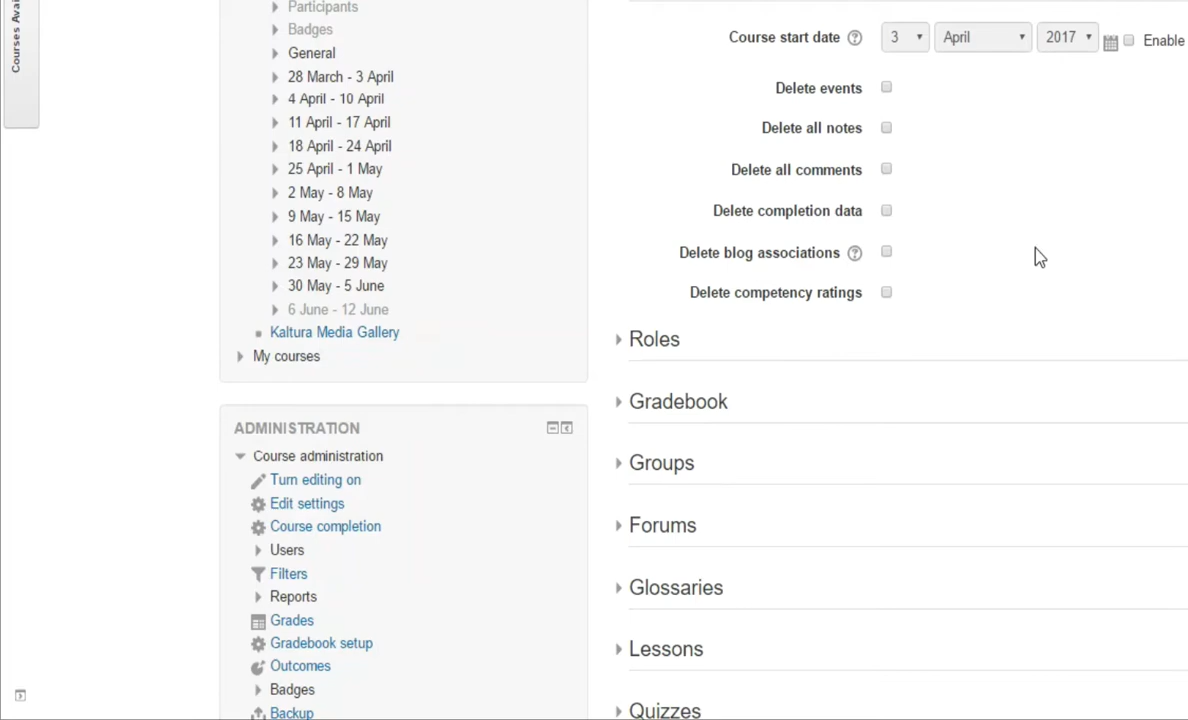 Courses Avai
Participants
Badges
General
28 March - 3 April
4 April - 10 April
11 April - 17 April
18 April - 24 April
25 April - 1 May
2 May - 8 May
9 May - 15 May
16 May - 22 May
23 May - 29 May
30 May - 5 June
6 June - 12 June
Kaltura Media Gallery
My courses
ADMINISTRATION
Course administration
Turn editing on
Edit settings
Course completion
Users
Filters
Reports
Grades
Gradebook setup
Outcomes
Badges
Backup
Course start date 3 April 2017 Enable
Delete events
Delete all notes
Delete all comments
Delete completion data
Delete blog associations
Delete competency ratings
Roles
Gradebook
Groups
Forums
Glossaries
Lessons
Quizzes